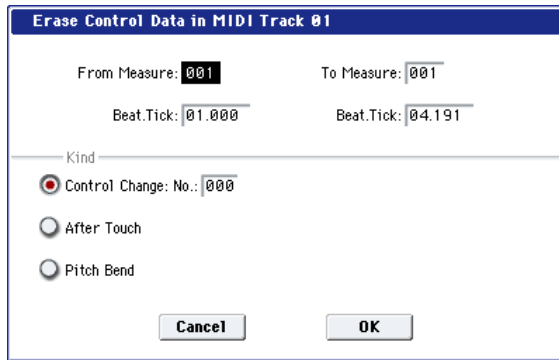 Erase Control Data in MIDI Track 01
From Measure: 001 To Measure: 001
Beat.Tick: 01.000 Beat.Tick: 04.191
Kind
Control Change: No.: 000
After Touch
Pitch Bend
Cancel OK